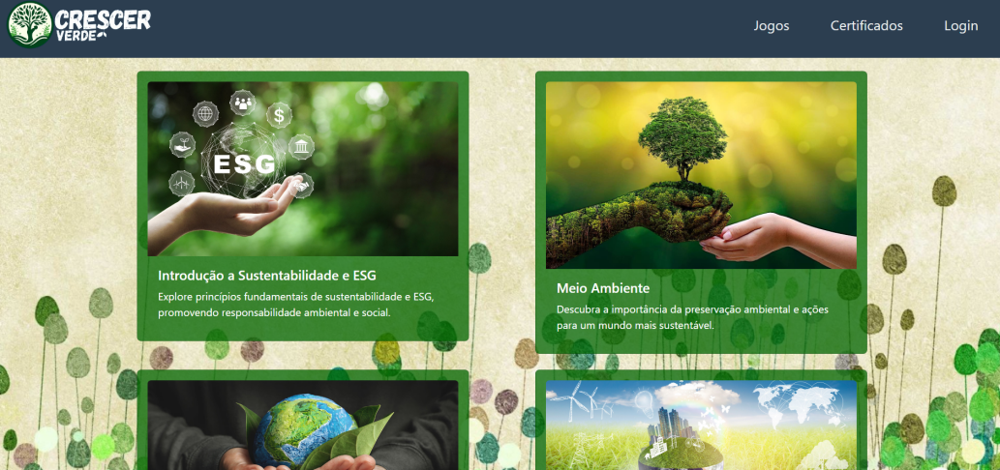 CRESCER
VERDE
Jogos
Certificados
Login
ESG
$
Introdução a Sustentabilidade e ESG
Explore princípios fundamentais de sustentabilidade e ESG,
promovendo responsabilidade ambiental e social.
Meio Ambiente
Descubra a importância da preservação ambiental e ações
para um mundo mais sustentável.